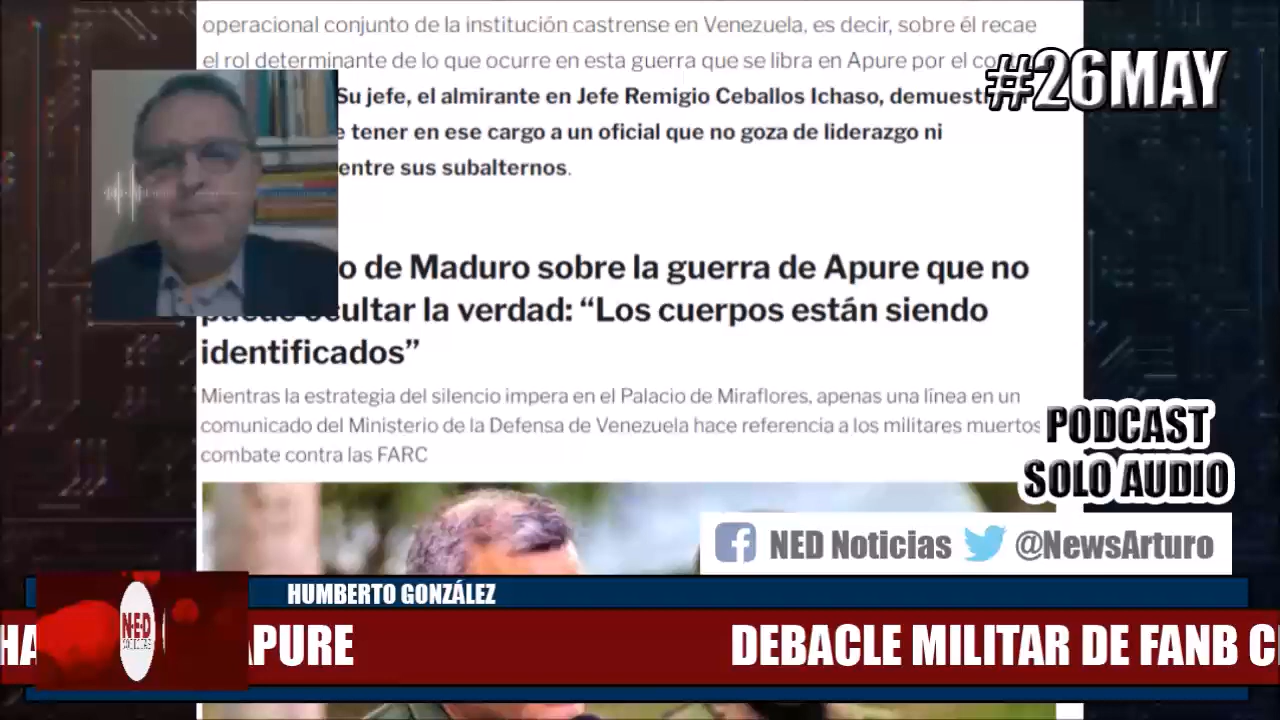 operacional conjunto de la institución castrense en Venezuela, es decir, sobre él recae
el rol determinante de lo que ocurre en esta guerra que se libra en Apure por el
#26MAY
Su jefe, el almirante en Jefe Remigio Ceballos Ichaso,
tener en ese cargo a un oficial que no goza de liderazgo ni
entre sus subalternos.
de Maduro sobre la guerra de Apure que no
la verdad: “Los cuerpos están siendo
identificados”
Mientras la estrategia del silencio impera en el Palacio de Miraflores, apenas una línea en un
comunicado del Ministerio de la Defensa de Venezuela hace referencia a los militares muertos
combate contra las FARC
PODCAST
SOLO AUDIO
NED Noticias @NewsArturo
HUMBERTO GONZÁLEZ
N-E-D
NOTICIAS
APURE
DEBACLE MILITAR DE FANB